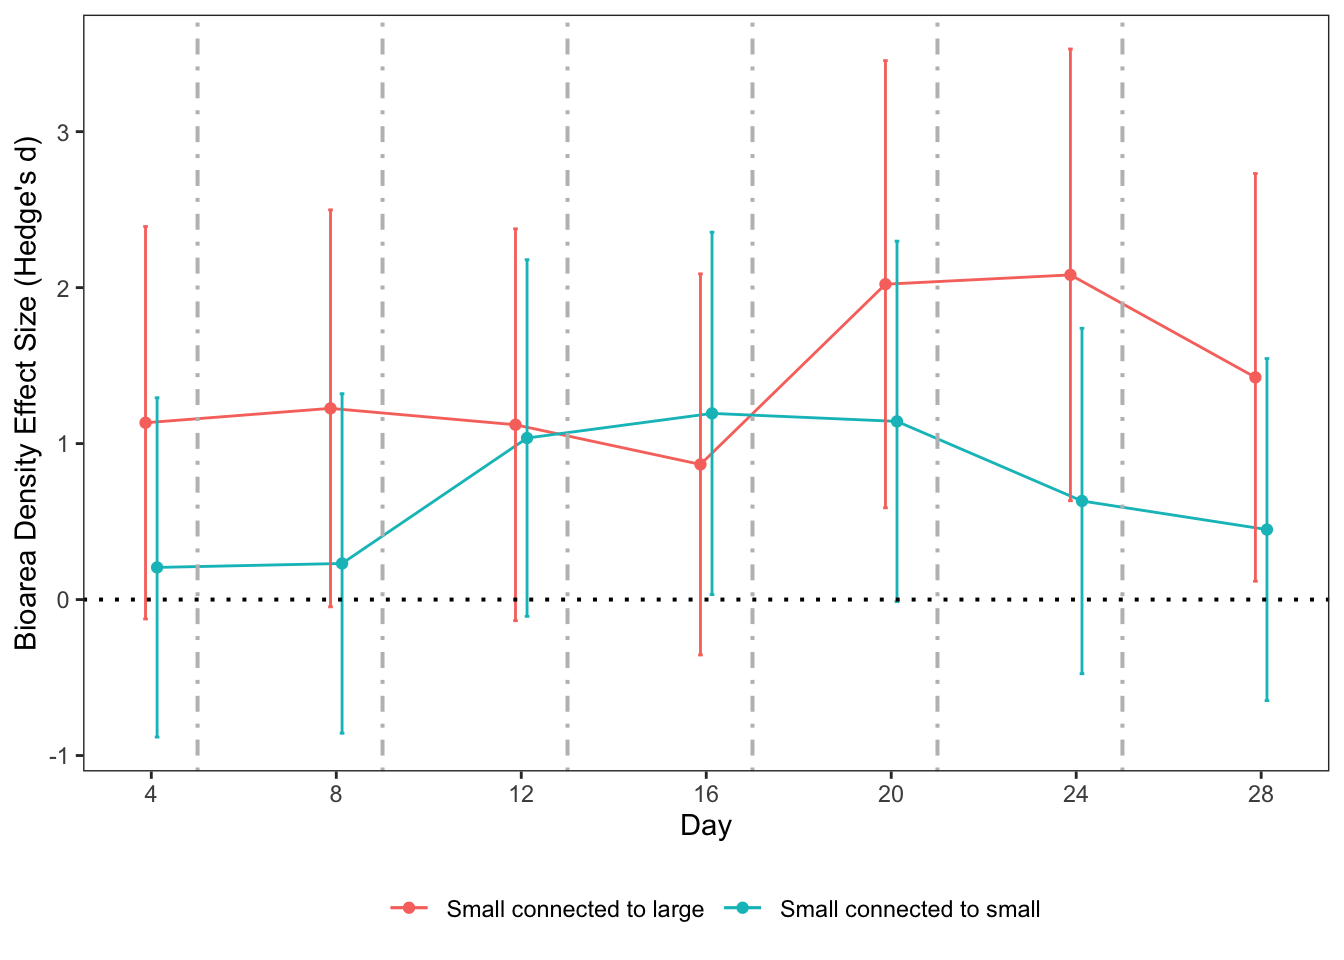 Bioarea Density Effect Size (Hedge's d)
3
2
1
0
-1
4 8 12 16 20 24 28
Day
Small connected to large Small connected to small